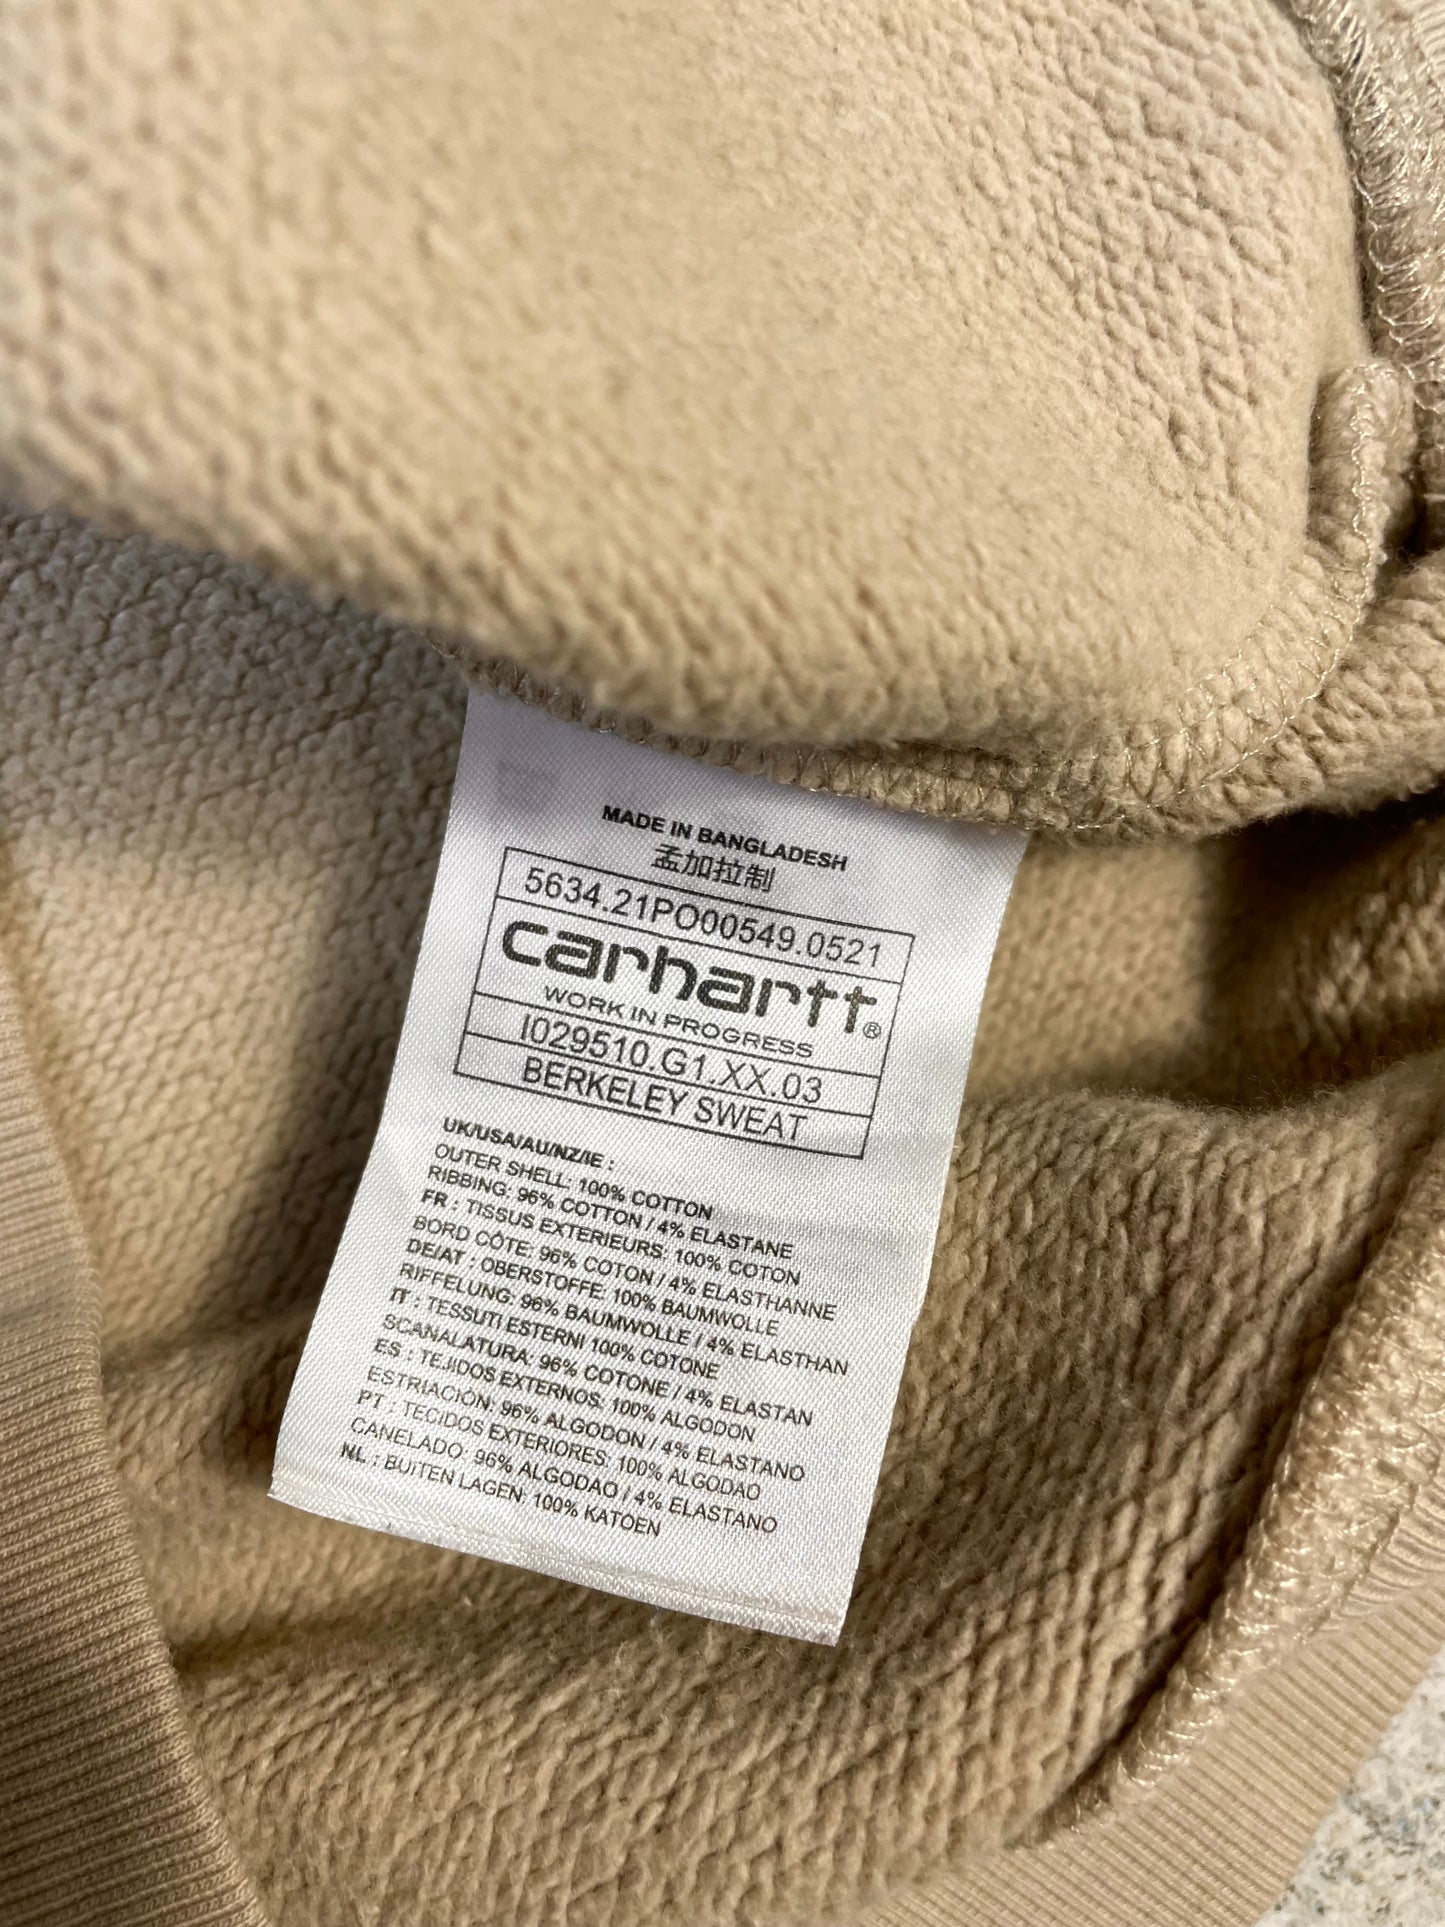 MADE IN BANGLADESH
孟加拉制
5634.21PO00549.0521
carhartt®
WORK IN PROGRESS
I029510.G1.XX.03
BERKELEY SWEAT
UK/USA/AU/NZ/IE :
OUTER SHELL: 100% COTTON
RIBBING: 96% COTTON / 4% ELASTANE
FR : TISSUS EXTERIEURS: 100% COTON
BORD CÔTE: 96% COTON / 4% ELASTHANNE
DE/AT : OBERSTOFFE: 100% BAUMWOLLE
RIFFELUNG: 96% BAUMWOLLE / 4% ELASTHAN
IT : TESSUTI ESTERNI 100% COTONE
SCANALATURA: 96% COTONE / 4% ELASTAN
ES : TEJIDOS EXTERNOS: 100% ALGODON
ESTRIACIÓN: 96% ALGODON / 4% ELASTANO
PT : TECIDOS EXTERIORES: 100% ALGODAO
CANELADO: 96% ALGODAO / 4% ELASTANO
NL : BUITEN LAGEN: 100% KATOEN